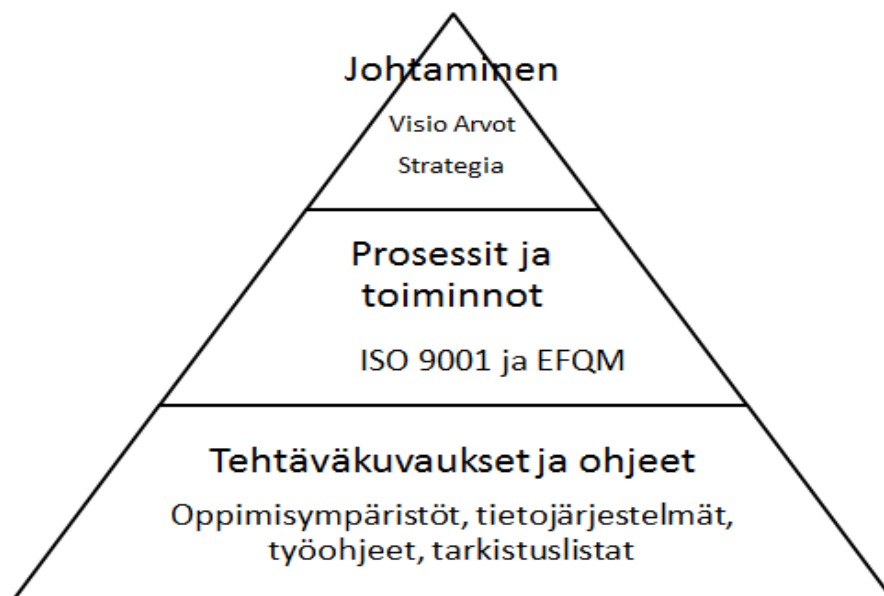 Johtaminen
Visio Arvot
Strategia
Prosessit ja
toiminnot
ISO 9001 ja EFQM
Tehtäväkuvaukset ja ohjeet
Oppimisympäristöt, tietojärjestelmät,
työohjeet, tarkistuslistat